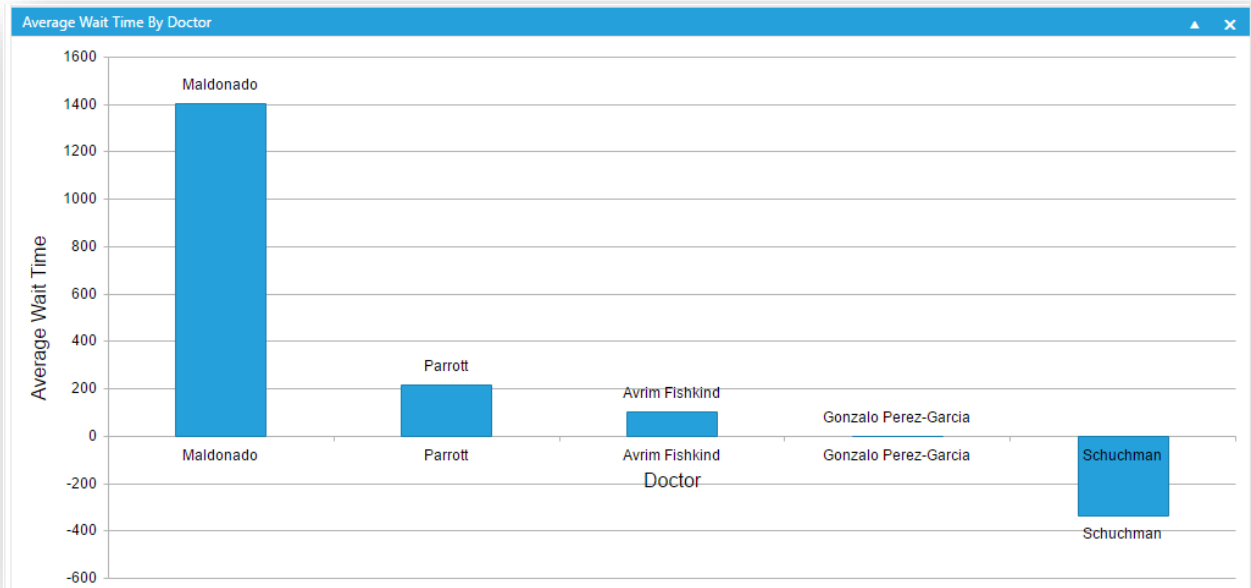 Average Wait Time By Doctor
1600
Maldonado
1400
1200
1000
800
600
400
Parrott
200
Avrim Fishkind
Gonzalo Perez-Garcia
0
Maldonado Parrott Avrim Fishkind Gonzalo Perez-Garcia Schuchman
Doctor
-200
-400
Schuchman
-600
Average Wait Time